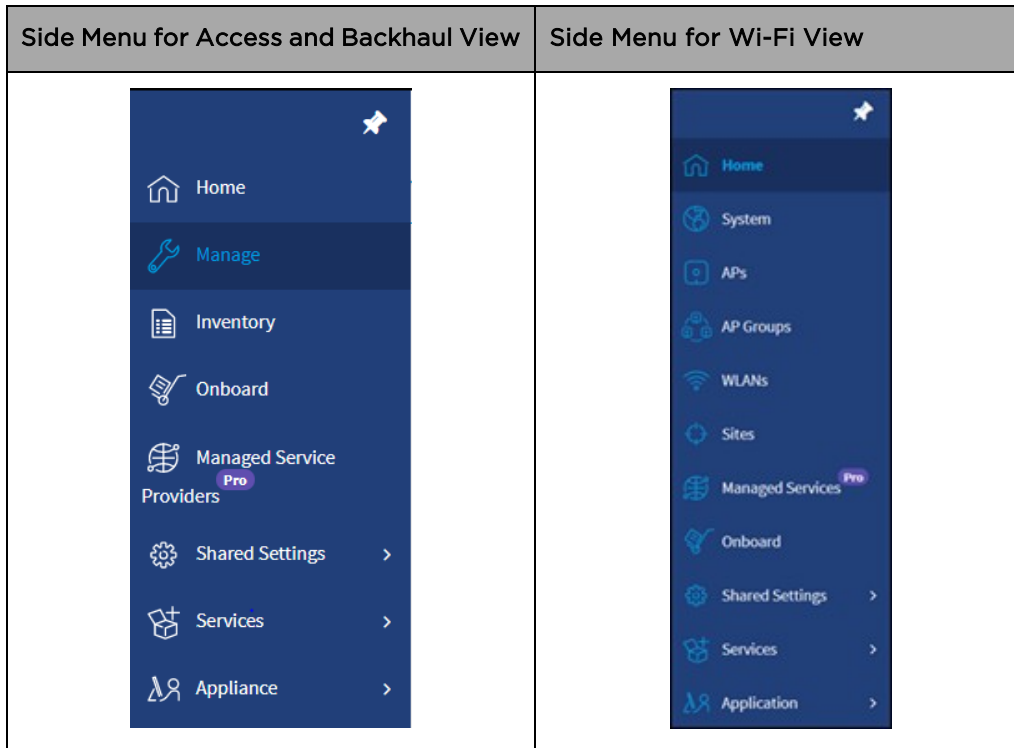 Side Menu for Access and Backhaul View
Side Menu for Wi-Fi View
Home
Manage
Inventory
Onboard
Managed Service
Providers Pro
Shared Settings
Services
Appliance
Home
System
APs
AP Groups
WLANs
Sites
Managed Services Pro
Onboard
Shared Settings
Services
Application